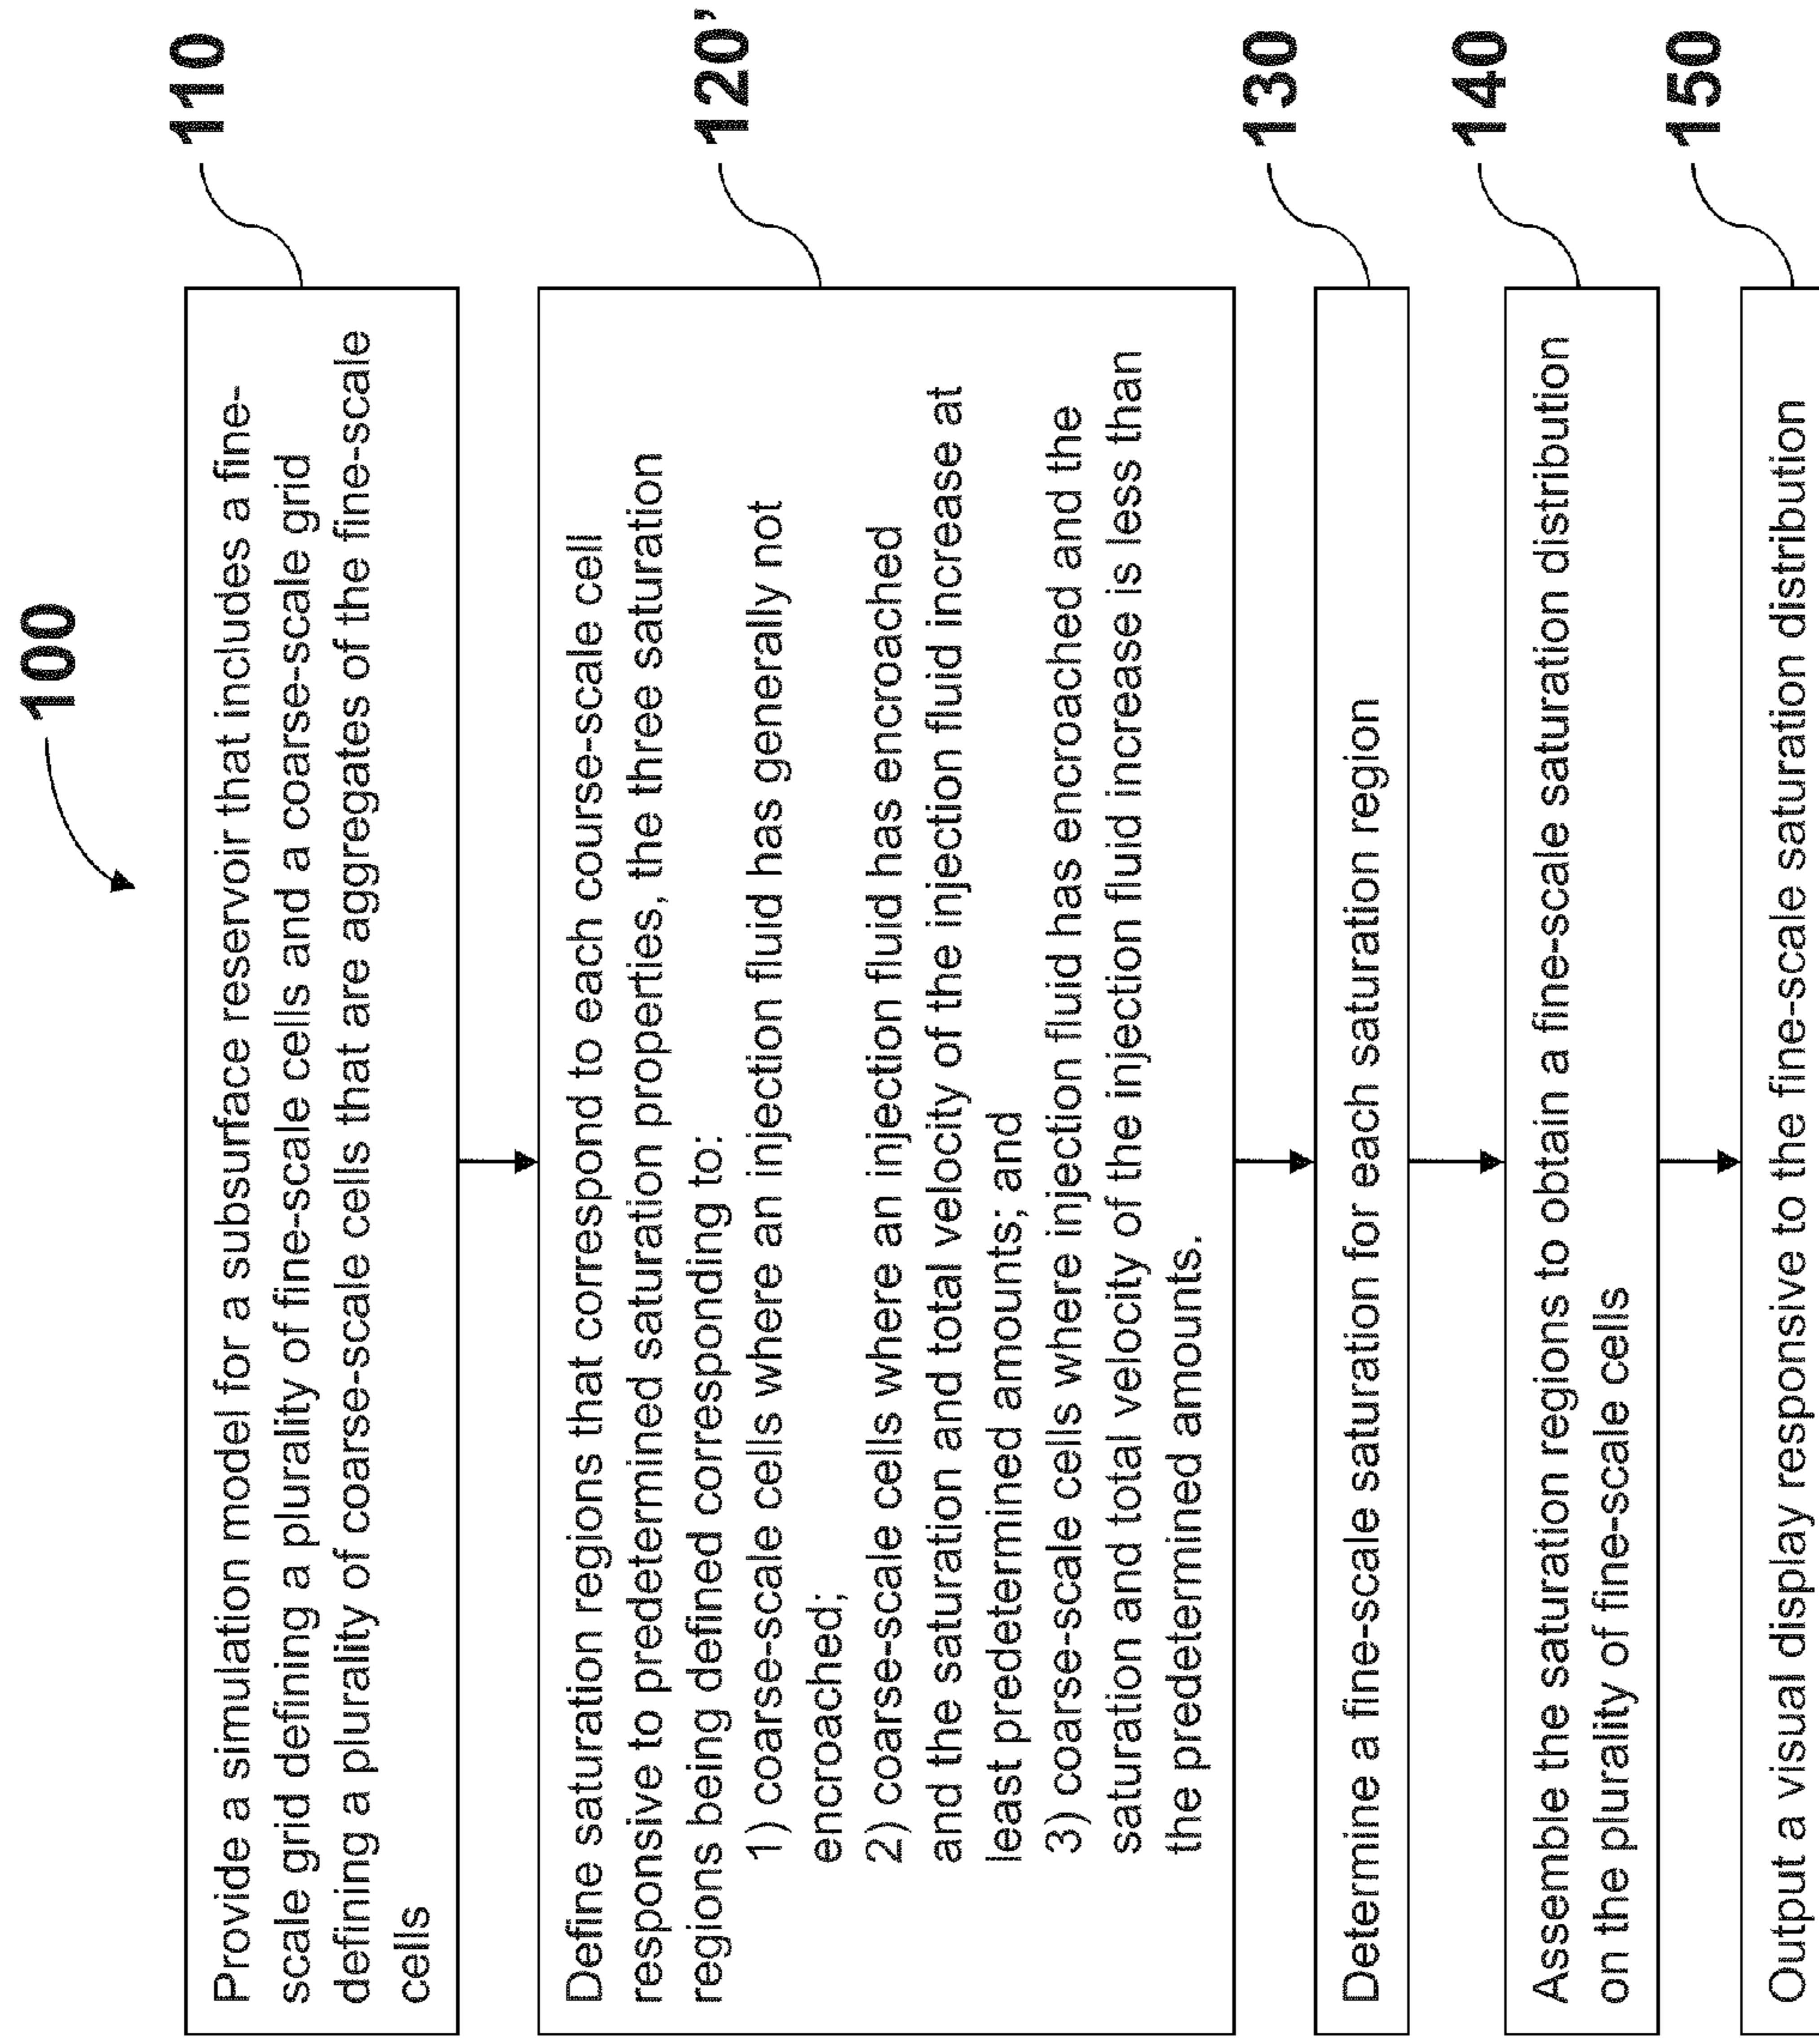 100
110
Provide a simulation model for a subsurface reservoir that includes a fine-
scale grid defining a plurality of fine-scale cells and a coarse-scale grid
defining a plurality of coarse-scale cells that are aggregates of the fine-scale
cells
120'
Define saturation regions that correspond to each course-scale cell
responsive to predetermined saturation properties, the three saturation
regions being defined corresponding to:
1) coarse-scale cells where an injection fluid has generally not
encroached;
2) coarse-scale cells where an injection fluid has encroached
and the saturation and total velocity of the injection fluid increase at
least predetermined amounts; and
3) coarse-scale cells where injection fluid has encroached and the
saturation and total velocity of the injection fluid increase is less than
the predetermined amounts.
130
Determine a fine-scale saturation for each saturation region
140
Assemble the saturation regions to obtain a fine-scale saturation distribution
on the plurality of fine-scale cells
150
Output a visual display responsive to the fine-scale saturation distribution